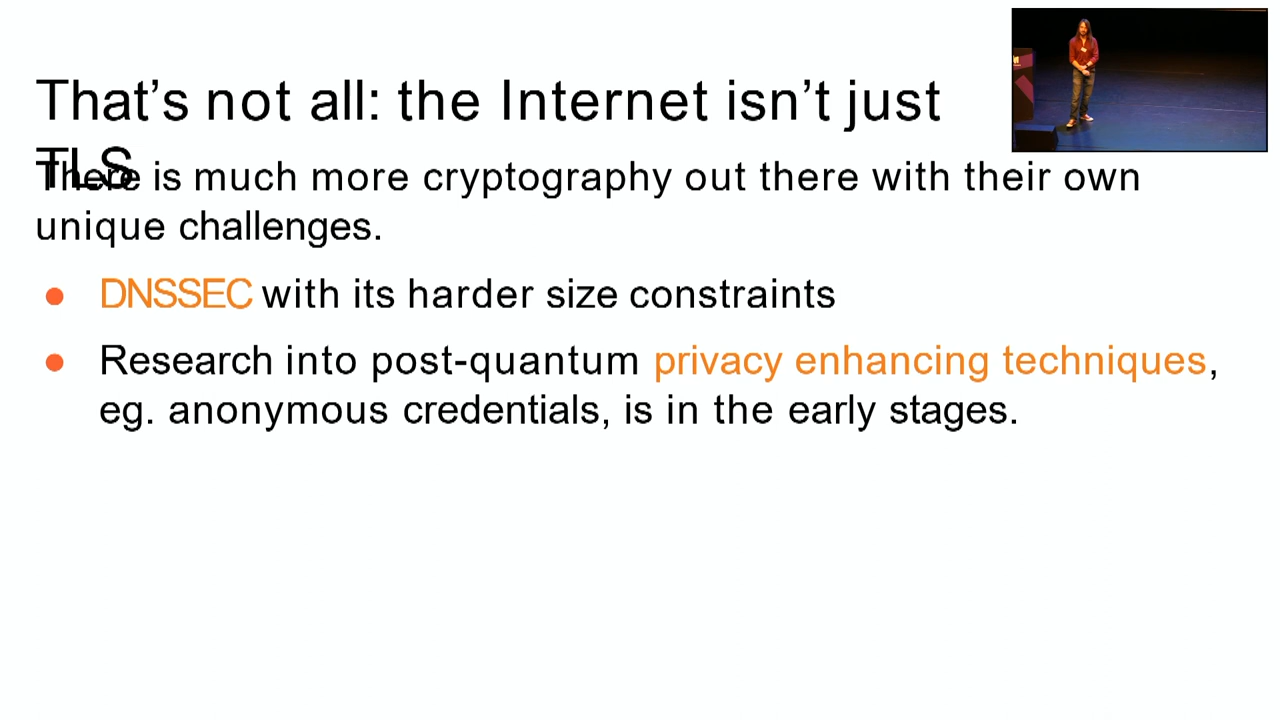 That’s not all: the Internet isn’t just
TLS
There is much more cryptography out there with their own
unique challenges.
● DNSSEC with its harder size constraints
● Research into post-quantum privacy enhancing techniques,
eg. anonymous credentials, is in the early stages.